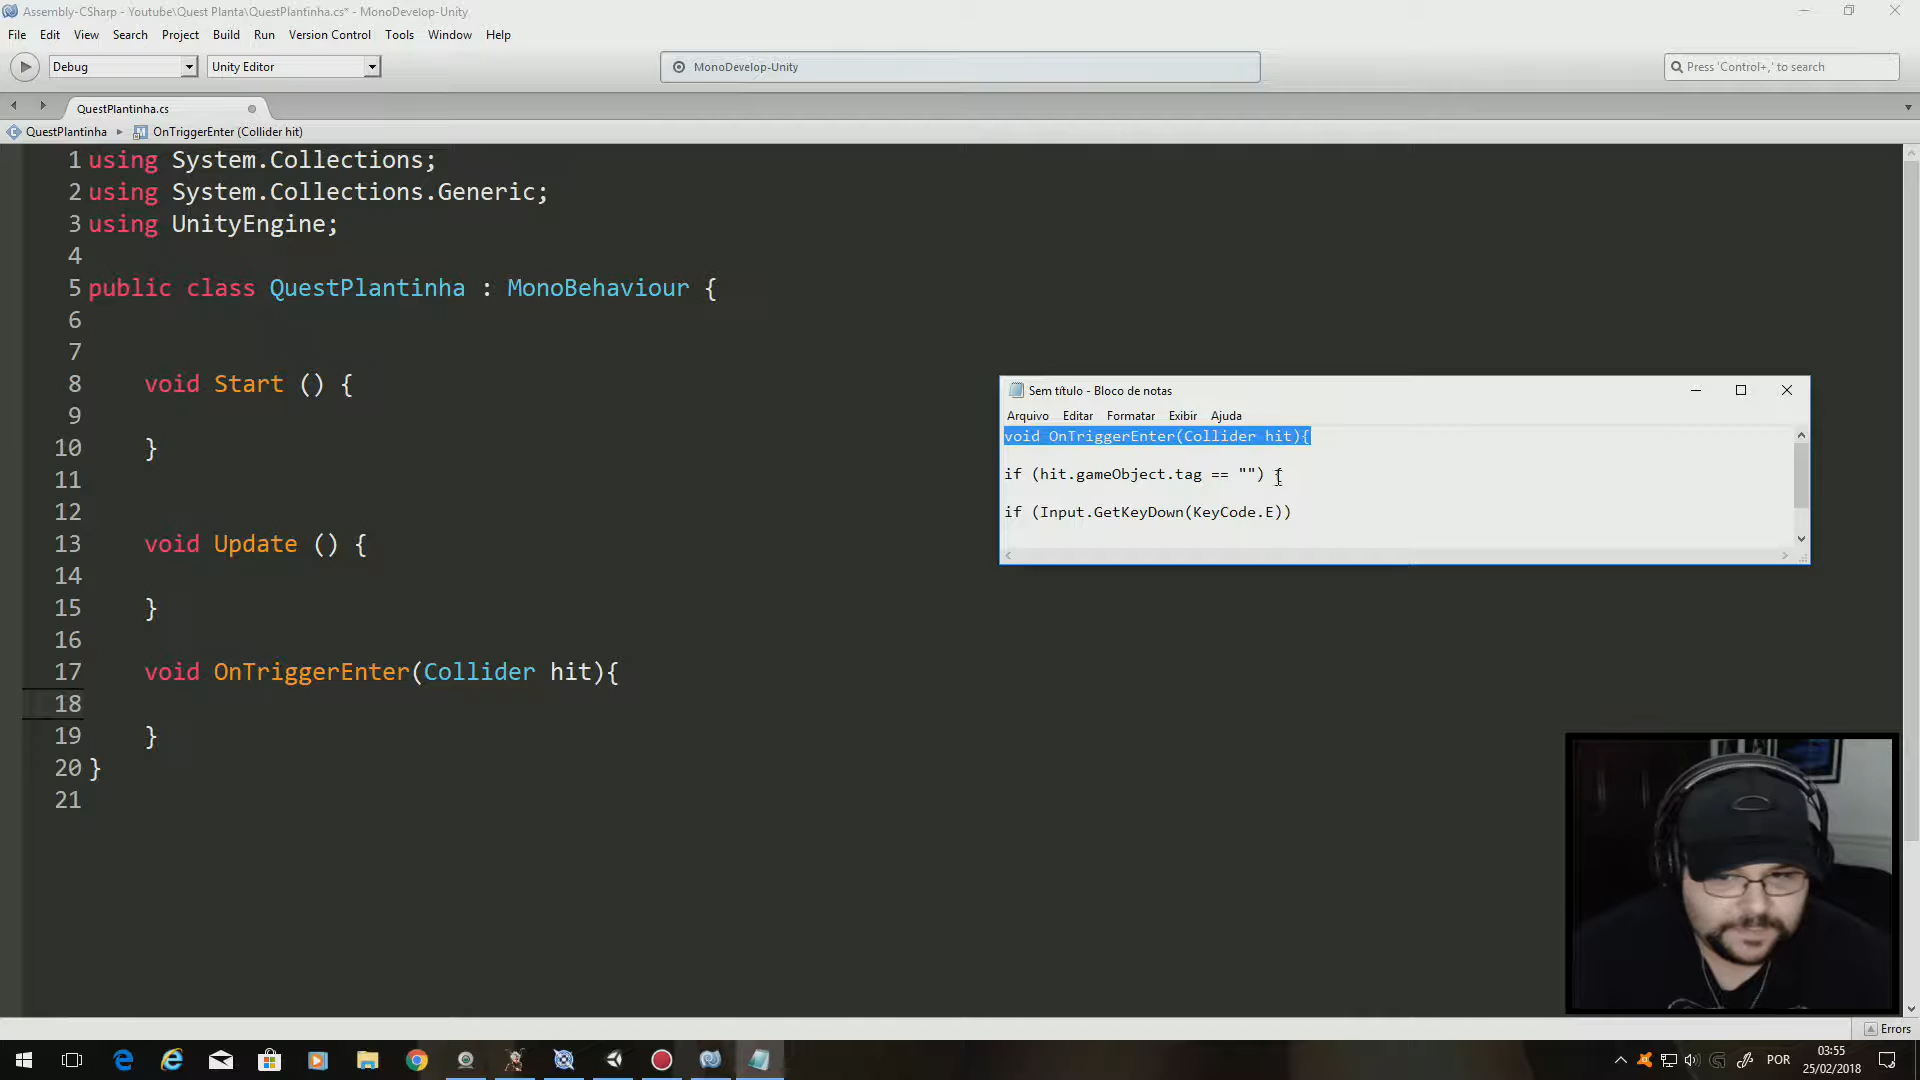 Assembly-CSharp - Youtube\Quest Planta\QuestPlantinha.cs* - MonoDevelop-Unity
File Edit View Search Project Build Run Version Control Tools Window Help
Debug Unity Editor MonoDevelop-Unity Press 'Control+,' to search
QuestPlantinha.cs
QuestPlantinha OnTriggerEnter (Collider hit)
1 using System.Collections;
2 using System.Collections.Generic;
3 using UnityEngine;
4
5 public class QuestPlantinha : MonoBehaviour {
6
7
8 void Start () {
9
10 }
11
12
13 void Update () {
14
15 }
16
17 void OnTriggerEnter(Collider hit){
18
19 }
20 }
21
Sem título - Bloco de notas
Arquivo Editar Formatar Exibir Ajuda
void OnTriggerEnter(Collider hit){
if (hit.gameObject.tag == "")
if (Input.GetKeyDown(KeyCode.E))
Errors
POR
03:55
25/02/2018